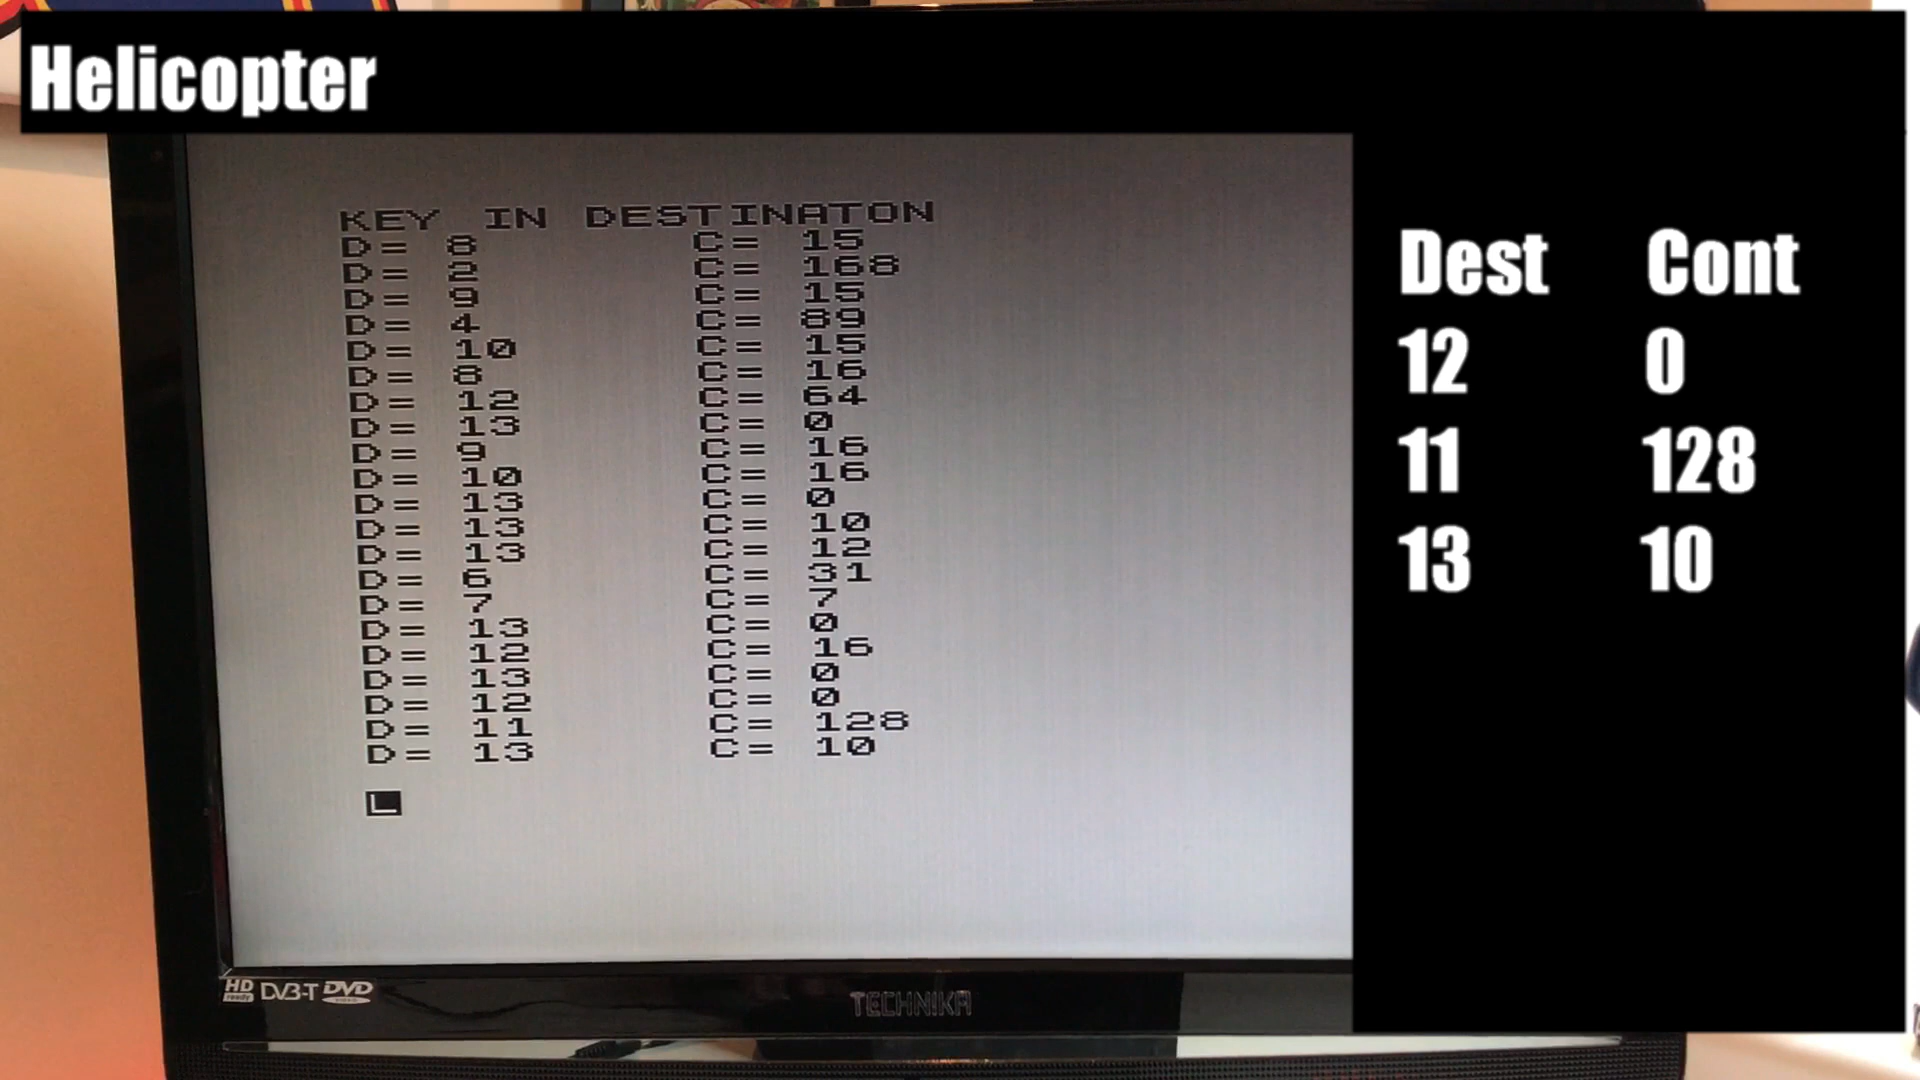 Helicopter
KEY IN DESTINATON
D= 8 C= 15
D= 2 C= 168
D= 9 C= 15
D= 4 C= 89
D= 10 C= 15
D= 8 C= 16
D= 12 C= 64
D= 13 C= 0
D= 9 C= 16
D= 10 C= 16
D= 13 C= 0
D= 13 C= 10
D= 13 C= 12
D= 6 C= 31
D= 7 C= 7
D= 13 C= 0
D= 12 C= 16
D= 13 C= 0
D= 12 C= 0
D= 11 C= 128
D= 13 C= 10
L
Dest Cont
12 0
11 128
13 10
HD ready DVB-T DVD VIDEO
TECHNIKA